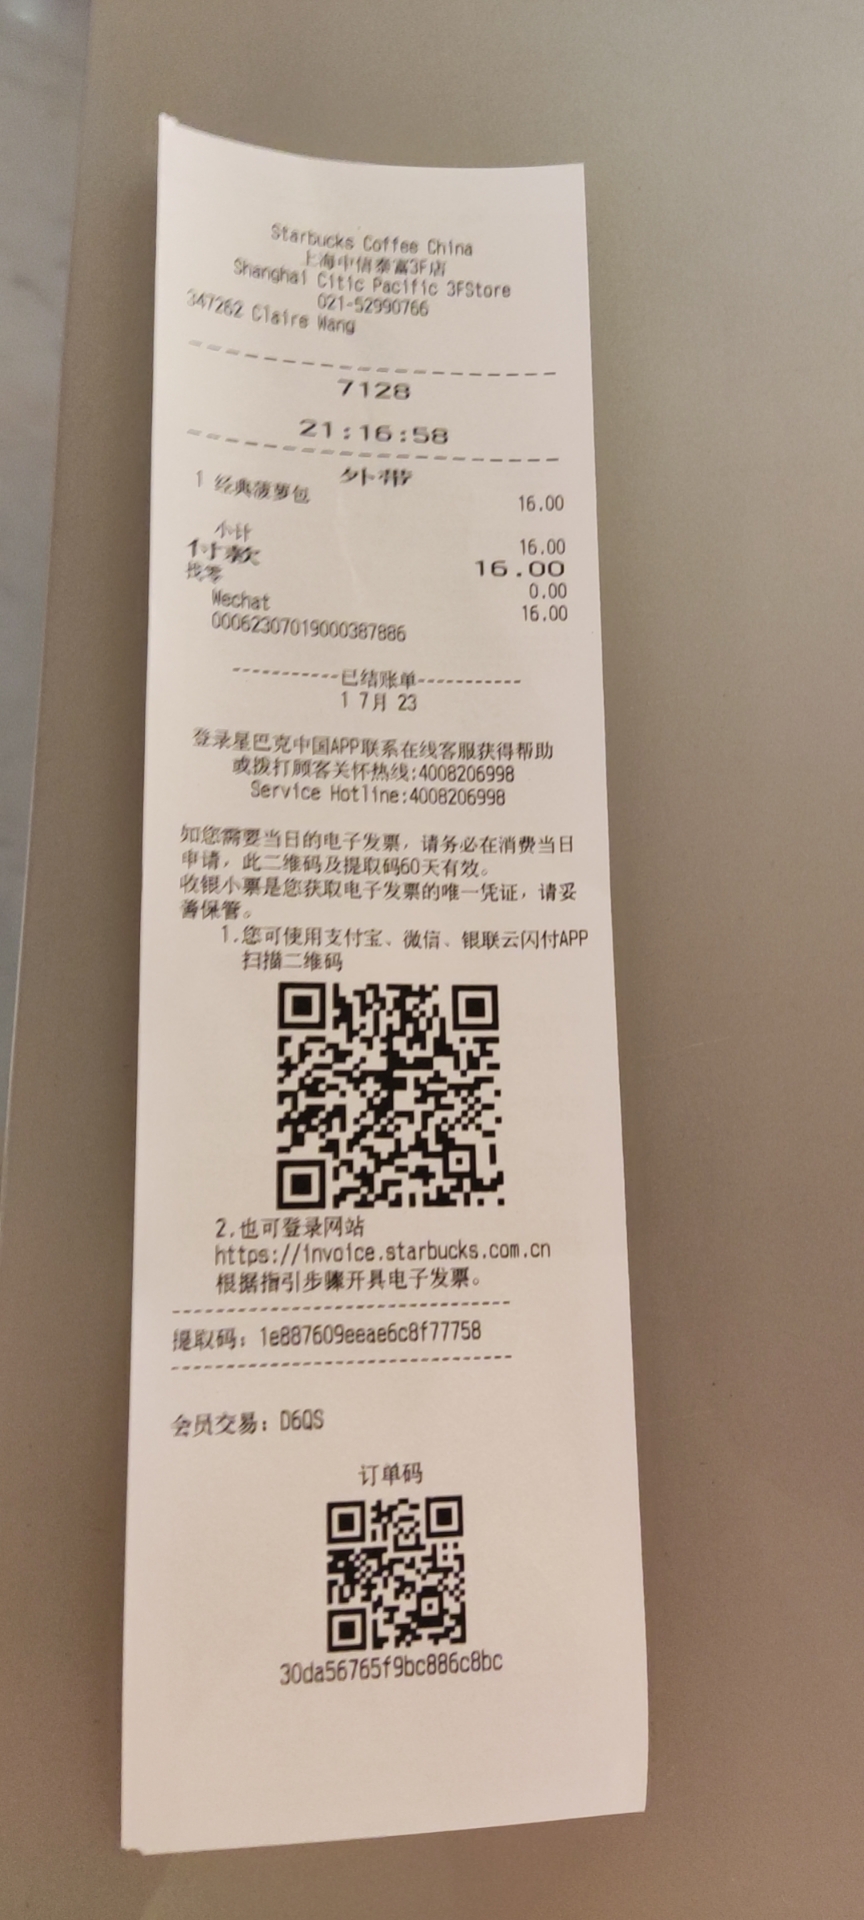 Starbucks Coffee China
上海中信泰富3F店
Shanghai Citic Pacific 3FStore
021-52990766
347262 Claire Wang
7128
21:16:58
外带
1 经典菠萝包 16.00
小计 16.00
付款 16.00
找零 0.00
Wechat 16.00
00062307019000387886
-----------已结账单-----------
1 7月 23
登录星巴克中国APP联系在线客服获得帮助
或拨打顾客关怀热线:4008206998
Service Hotline:4008206998
如您需要当日的电子发票，请务必在消费当日
申请，此二维码及提取码60天有效。
收银小票是您获取电子发票的唯一凭证，请妥
善保管。
1.您可使用支付宝、微信、银联云闪付APP
扫描二维码
2.也可登录网站
https://invoice.starbucks.com.cn
根据指引步骤开具电子发票。
提取码：1e887609eeae6c8f77758
会员交易：D6QS
订单码
30da56765f9bc886c8bc